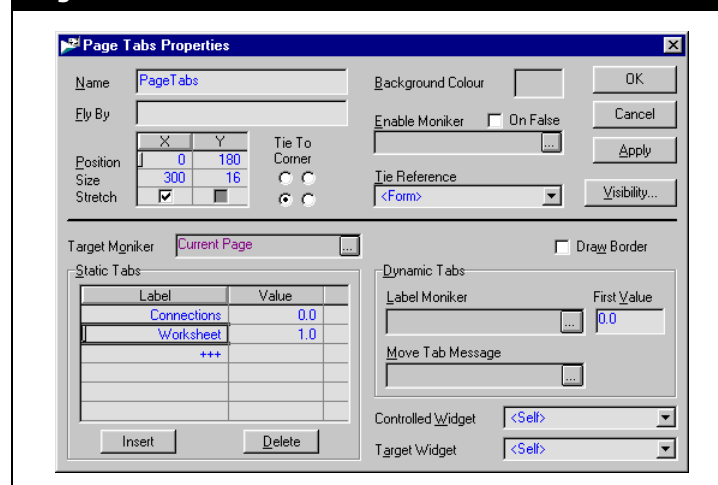 Page Tabs Properties
Name PageTabs Background Colour OK
Fly By Enable Moniker On False Cancel
X Y Tie To
Position 0 180 Corner ... Apply
Size 300 16 Tie Reference
Stretch <Form> Visibility...
Target Moniker Current Page ... Draw Border
Static Tabs Dynamic Tabs
Label Value Label Moniker First Value
Connections 0.0 ... 0.0
Worksheet 1.0
+++ Move Tab Message
...
Controlled Widget <Self>
Insert Delete Target Widget <Self>